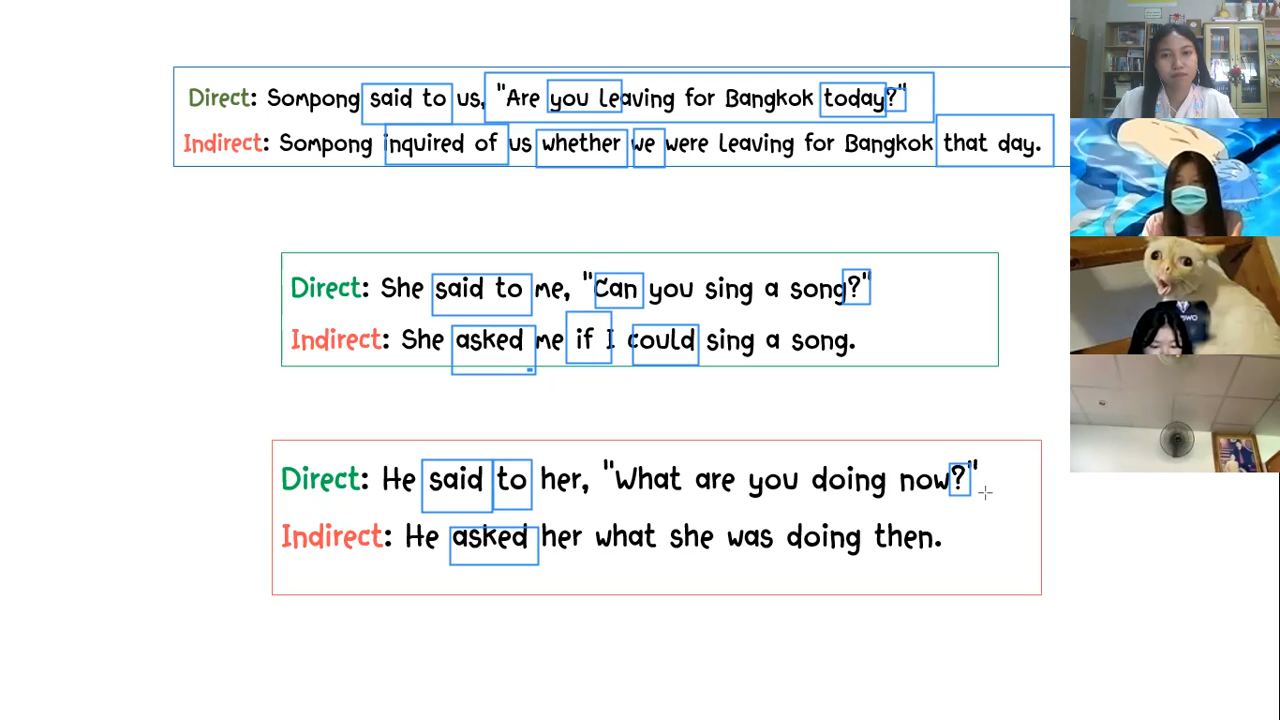 Direct: Sompong said to us, "Are you leaving for Bangkok today?"
Indirect: Sompong inquired of us whether we were leaving for Bangkok that day.
Direct: She said to me, "Can you sing a song?"
Indirect: She asked me if I could sing a song.
Direct: He said to her, "What are you doing now?"
Indirect: He asked her what she was doing then.